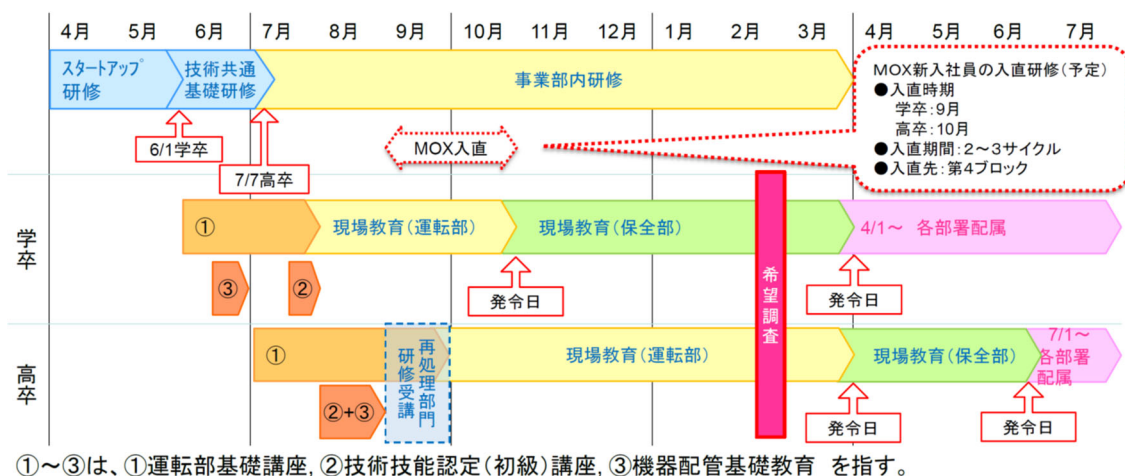 4月 5月 6月 7月 8月 9月 10月 11月 12月 1月 2月 3月 4月 5月 6月 7月
スタートアップ
研修
技術共通
基礎研修
事業部内研修
MOX新入社員の入直研修(予定)
●入直時期
学卒:9月
高卒:10月
●入直期間:2~3サイクル
●入直先:第4ブロック
6/1学卒
7/7高卒
MOX入直
学卒
①
現場教育(運転部)
現場教育(保全部)
4/1~ 各部署配属
③
②
発令日
発令日
希望調査
高卒
①
再処理部門
研修受講
現場教育(運転部)
現場教育(保全部)
7/1~
各部署
配属
②+③
発令日
発令日
①~③は、①運転部基礎講座, ②技術技能認定(初級)講座, ③機器配管基礎教育 を指す。